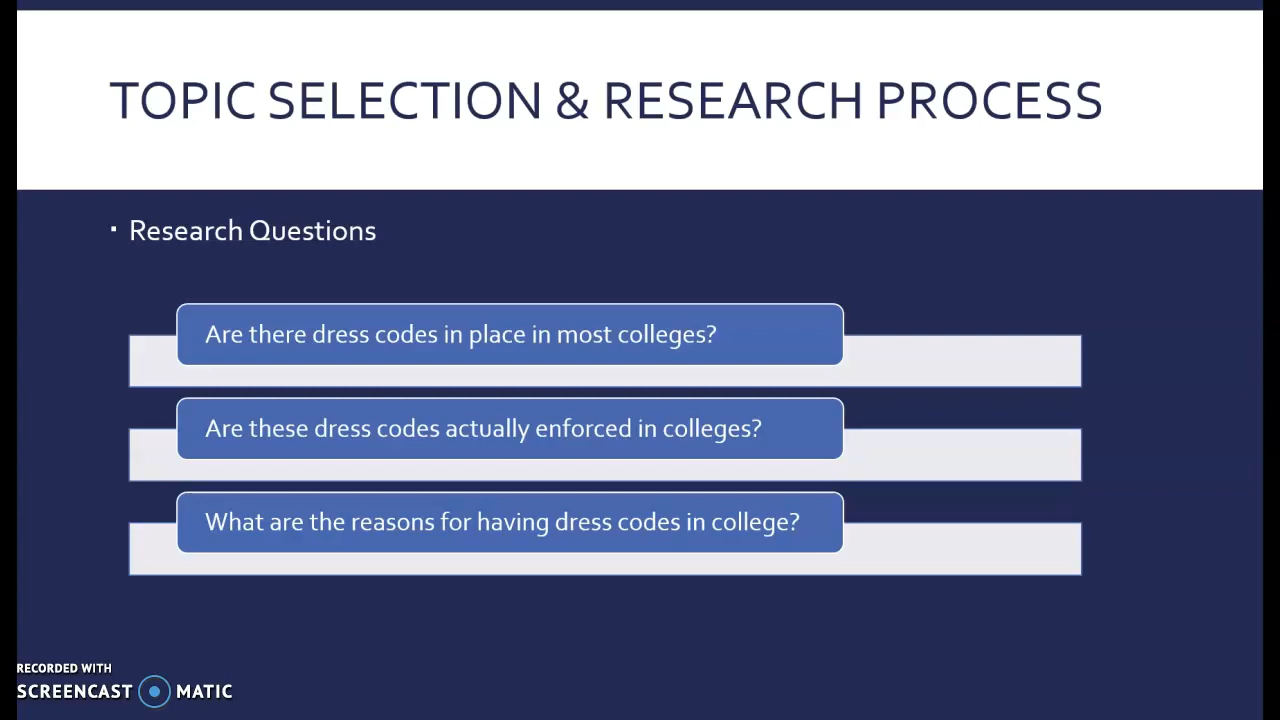 TOPIC SELECTION & RESEARCH PROCESS
▪ Research Questions
Are there dress codes in place in most colleges?
Are these dress codes actually enforced in colleges?
What are the reasons for having dress codes in college?
RECORDED WITH
SCREENCAST MATIC